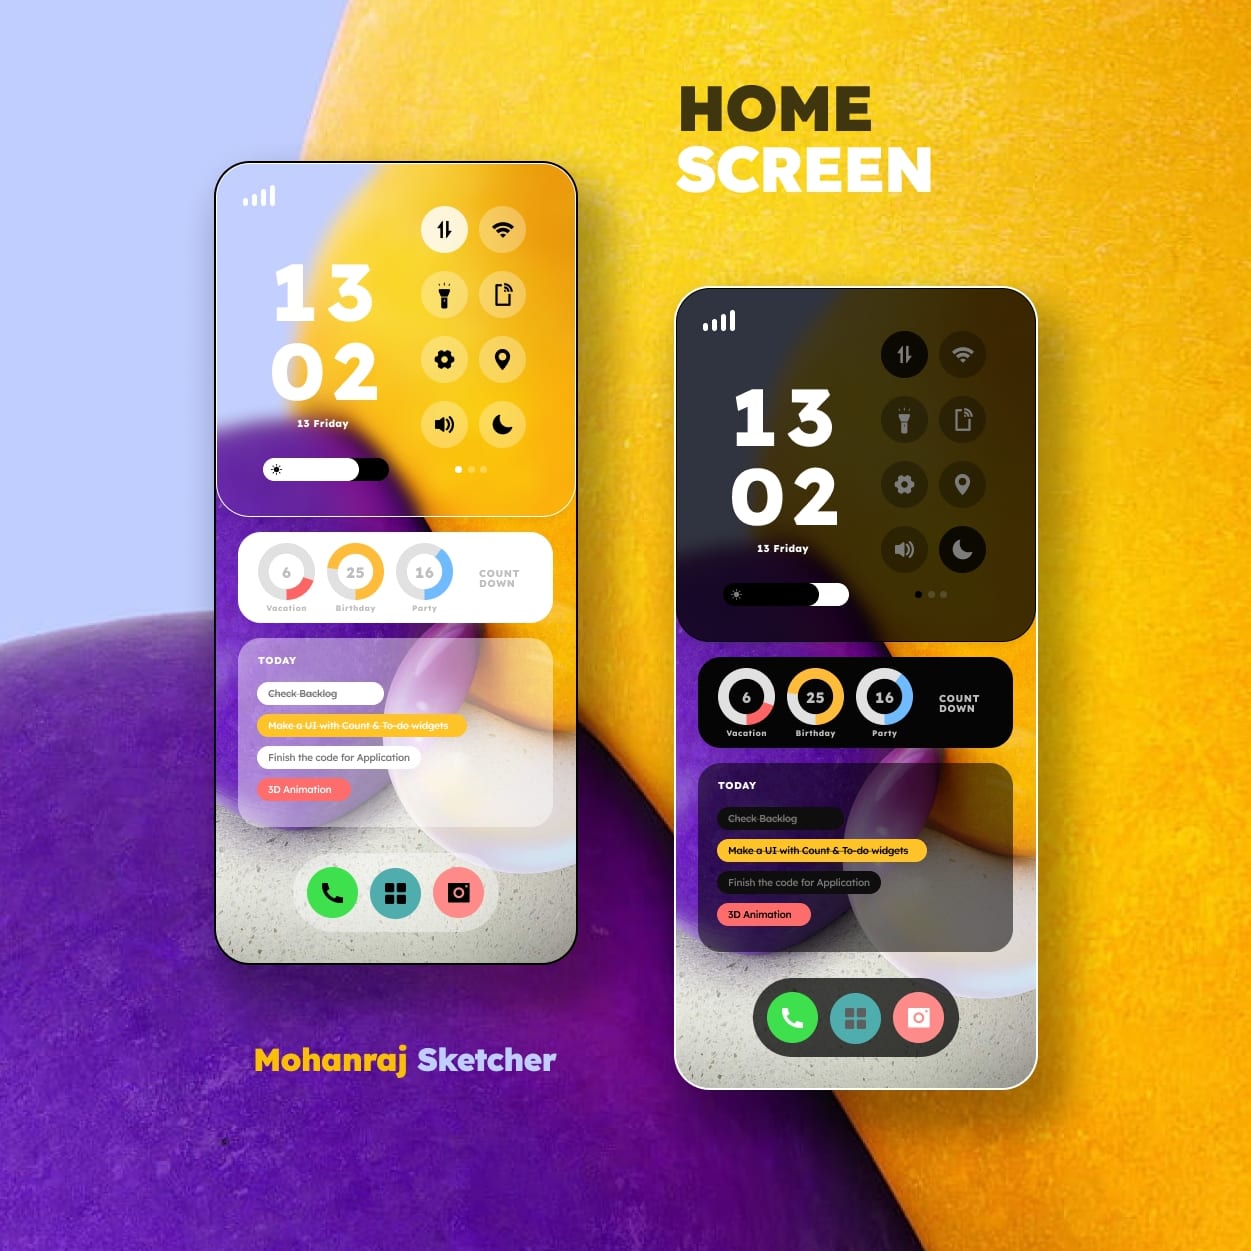 HOME
SCREEN
13
02
13 Friday
6
25
16
Vacation
Birthday
Party
COUNT
DOWN
TODAY
Check Backlog
Make a UI with Count & To-do widgets
Finish the code for Application
3D Animation
13
02
13 Friday
6
25
16
Vacation
Birthday
Party
COUNT
DOWN
TODAY
Check Backlog
Make a UI with Count & To-do widgets
Finish the code for Application
3D Animation
Mohanraj Sketcher